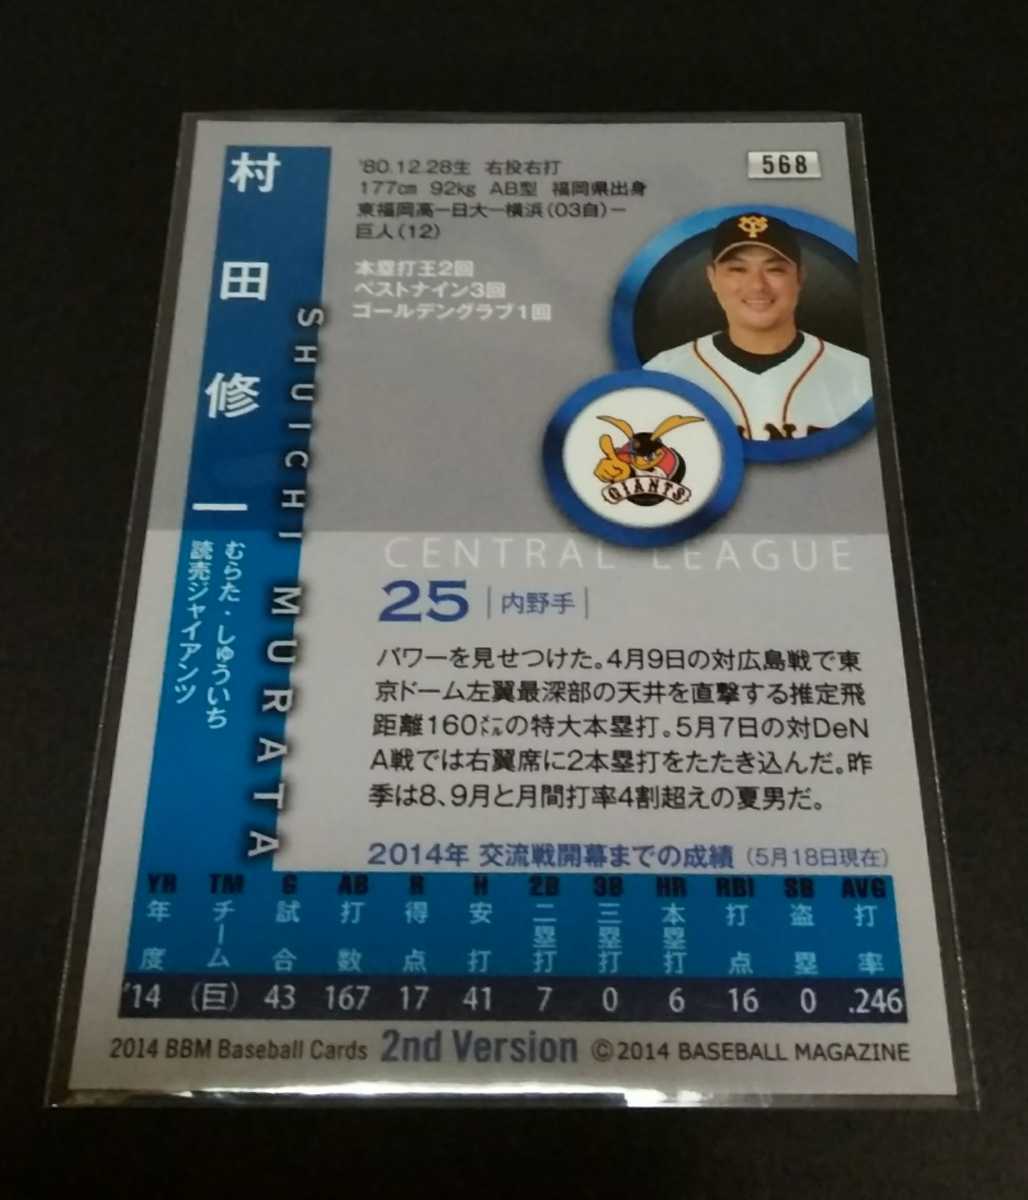 村田修一
SHUICHI MURATA
むらた・しゅういち
読売ジャイアンツ
'80.12.28生 右投右打
177㎝ 92㎏ AB型 福岡県出身
東福岡高ー日大ー横浜(03自)ー
巨人(12)
本塁打王2回
ベストナイン3回
ゴールデングラブ1回
568
GIANTS
CENTRAL LEAGUE
25 |内野手|
パワーを見せつけた。4月9日の対広島戦で東
京ドーム左翼最深部の天井を直撃する推定飛
距離160㍍の特大本塁打。5月7日の対DeN
A戦では右翼席に2本塁打をたたき込んだ。昨
季は8、9月と月間打率4割超えの夏男だ。
2014年 交流戦開幕までの成績 (5月18日現在)
YR TM G AB R H 2B 3B HR RBI SB AVG
年度 チーム 試合 打数 得点 安打 二塁打 三塁打 本塁打 打点 盗塁 打率
'14 (巨) 43 167 17 41 7 0 6 16 0 .246
2014 BBM Baseball Cards 2nd Version ©2014 BASEBALL MAGAZINE